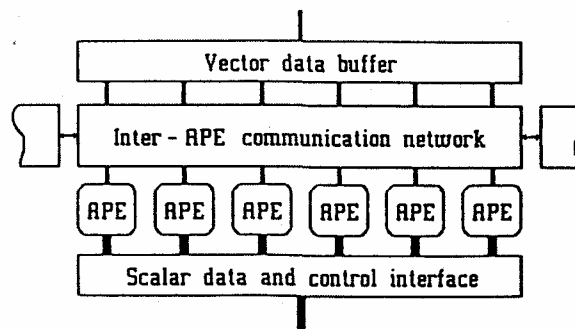 Vector data buffer
Inter - APE communication network
APE APE APE APE APE APE
Scalar data and control interface